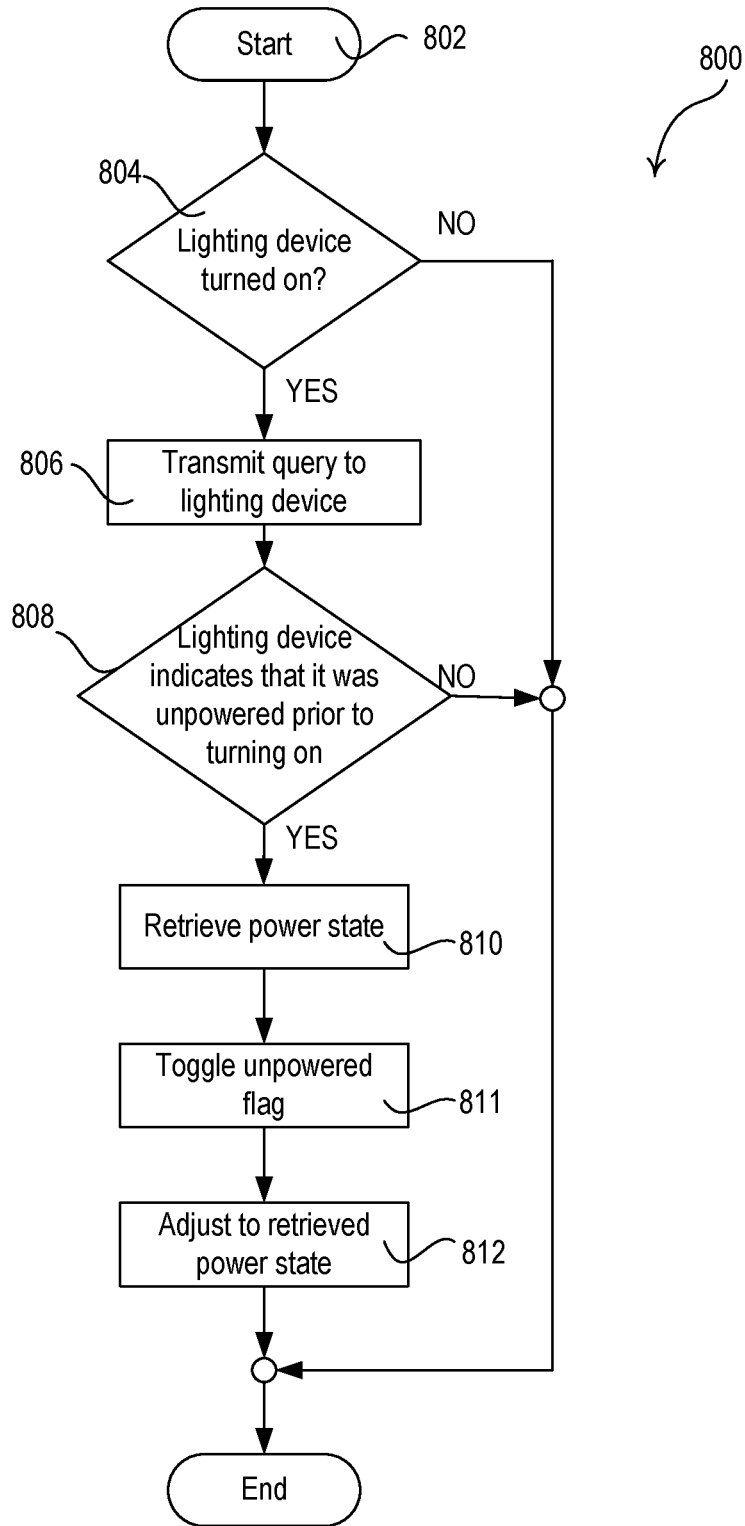 Start
802
800
804
Lighting device
turned on?
NO
YES
806
Transmit query to
lighting device
808
Lighting device
indicates that it was
unpowered prior to
turning on
NO
YES
Retrieve power state
810
Toggle unpowered
flag
811
Adjust to retrieved
power state
812
End